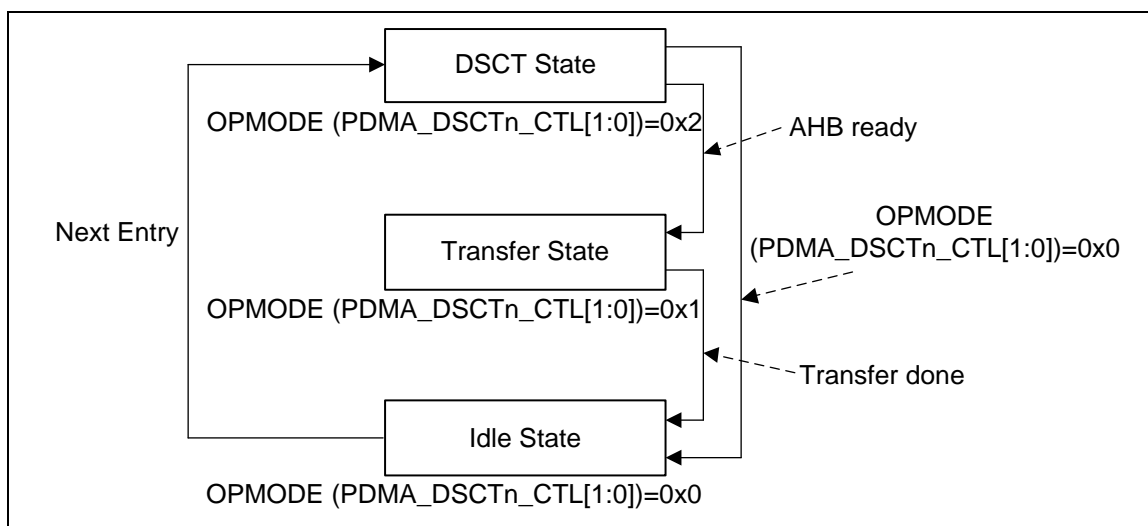 DSCT State
OPMODE (PDMA_DSCTn_CTL[1:0])=0x2
AHB ready
OPMODE
(PDMA_DSCTn_CTL[1:0])=0x0
Next Entry
Transfer State
OPMODE (PDMA_DSCTn_CTL[1:0])=0x1
Transfer done
Idle State
OPMODE (PDMA_DSCTn_CTL[1:0])=0x0